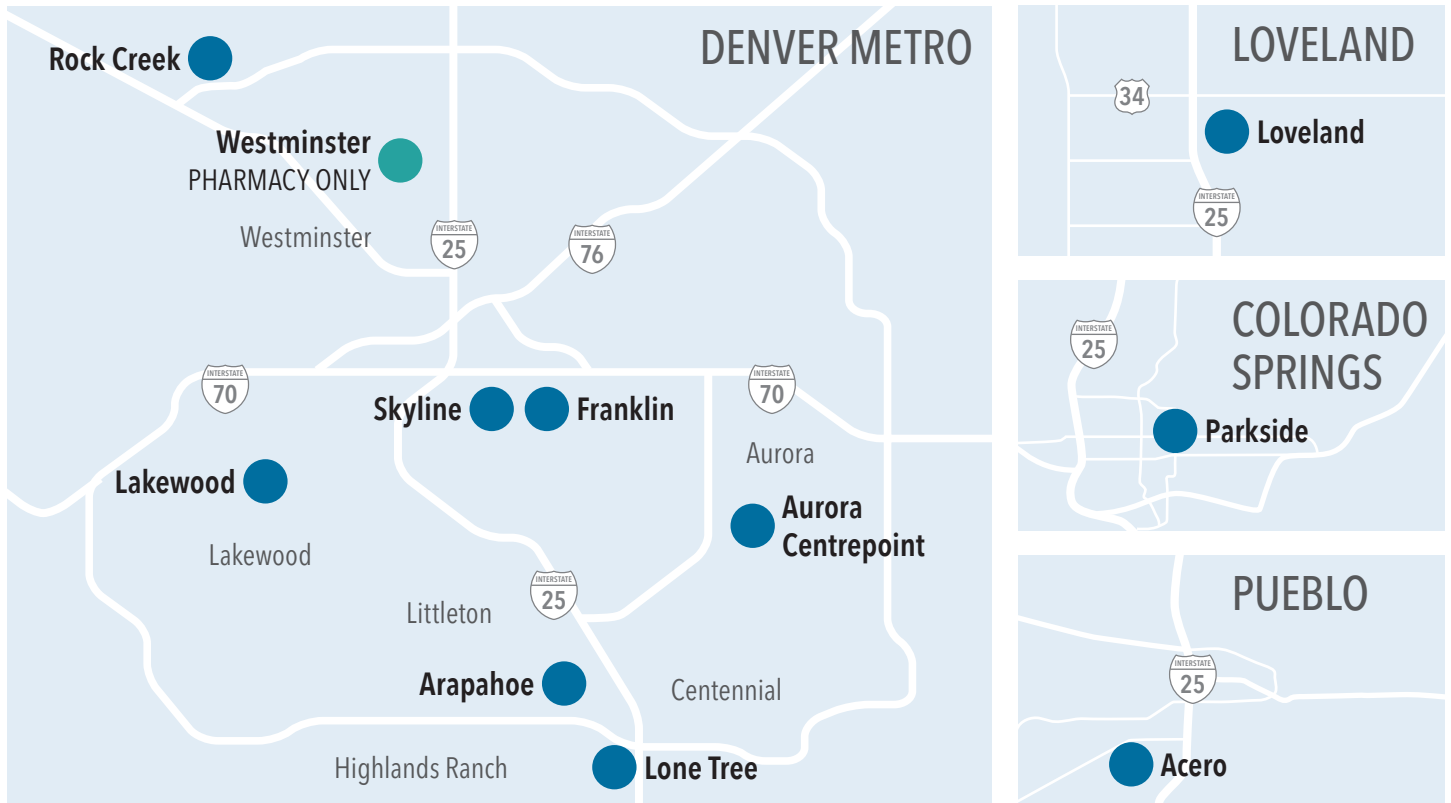 DENVER METRO
Rock Creek
Westminster
PHARMACY ONLY
Westminster
INTERSTATE
25
INTERSTATE
76
INTERSTATE
70
INTERSTATE
70
Skyline
Franklin
Aurora
Lakewood
Aurora
Centrepoint
Lakewood
INTERSTATE
25
Littleton
Arapahoe
Centennial
Highlands Ranch
Lone Tree
LOVELAND
34
Loveland
INTERSTATE
25
COLORADO
SPRINGS
INTERSTATE
25
Parkside
PUEBLO
INTERSTATE
25
Acero